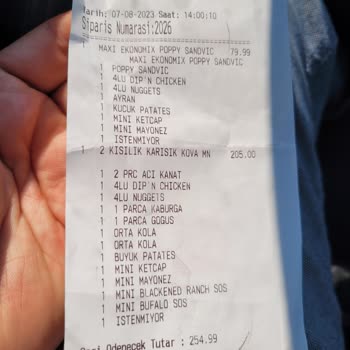 Tarih: 07-08-2023 Saat: 14:00:10
Sipariş Numarası:2026
1 MAXI EKONOMIX POPPY SANDVIC 79.99
MAXI EKONOMIX POPPY SANDVIC
1 POPPY SANDVIC
1 4LU DIP`N CHICKEN
1 4LU NUGGETS
1 AYRAN
1 KUCUK PATATES
1 MINI KETCAP
1 MINI MAYONEZ
1 ISTENMIYOR
1 2 KISILIK KARISIK KOVA MN 205.00
1 2 PRC ACI KANAT
1 4LU DIP`N CHICKEN
1 4LU NUGGETS
1 1 PARCA KABURGA
1 1 PARCA GOGUS
1 ORTA KOLA
1 ORTA KOLA
1 BUYUK PATATES
1 MINI KETCAP
1 MINI MAYONEZ
1 MINI BLACKENED RANCH SOS
1 MINI BUFALO SOS
1 ISTENMIYOR
Odenecek Tutar : 254.99